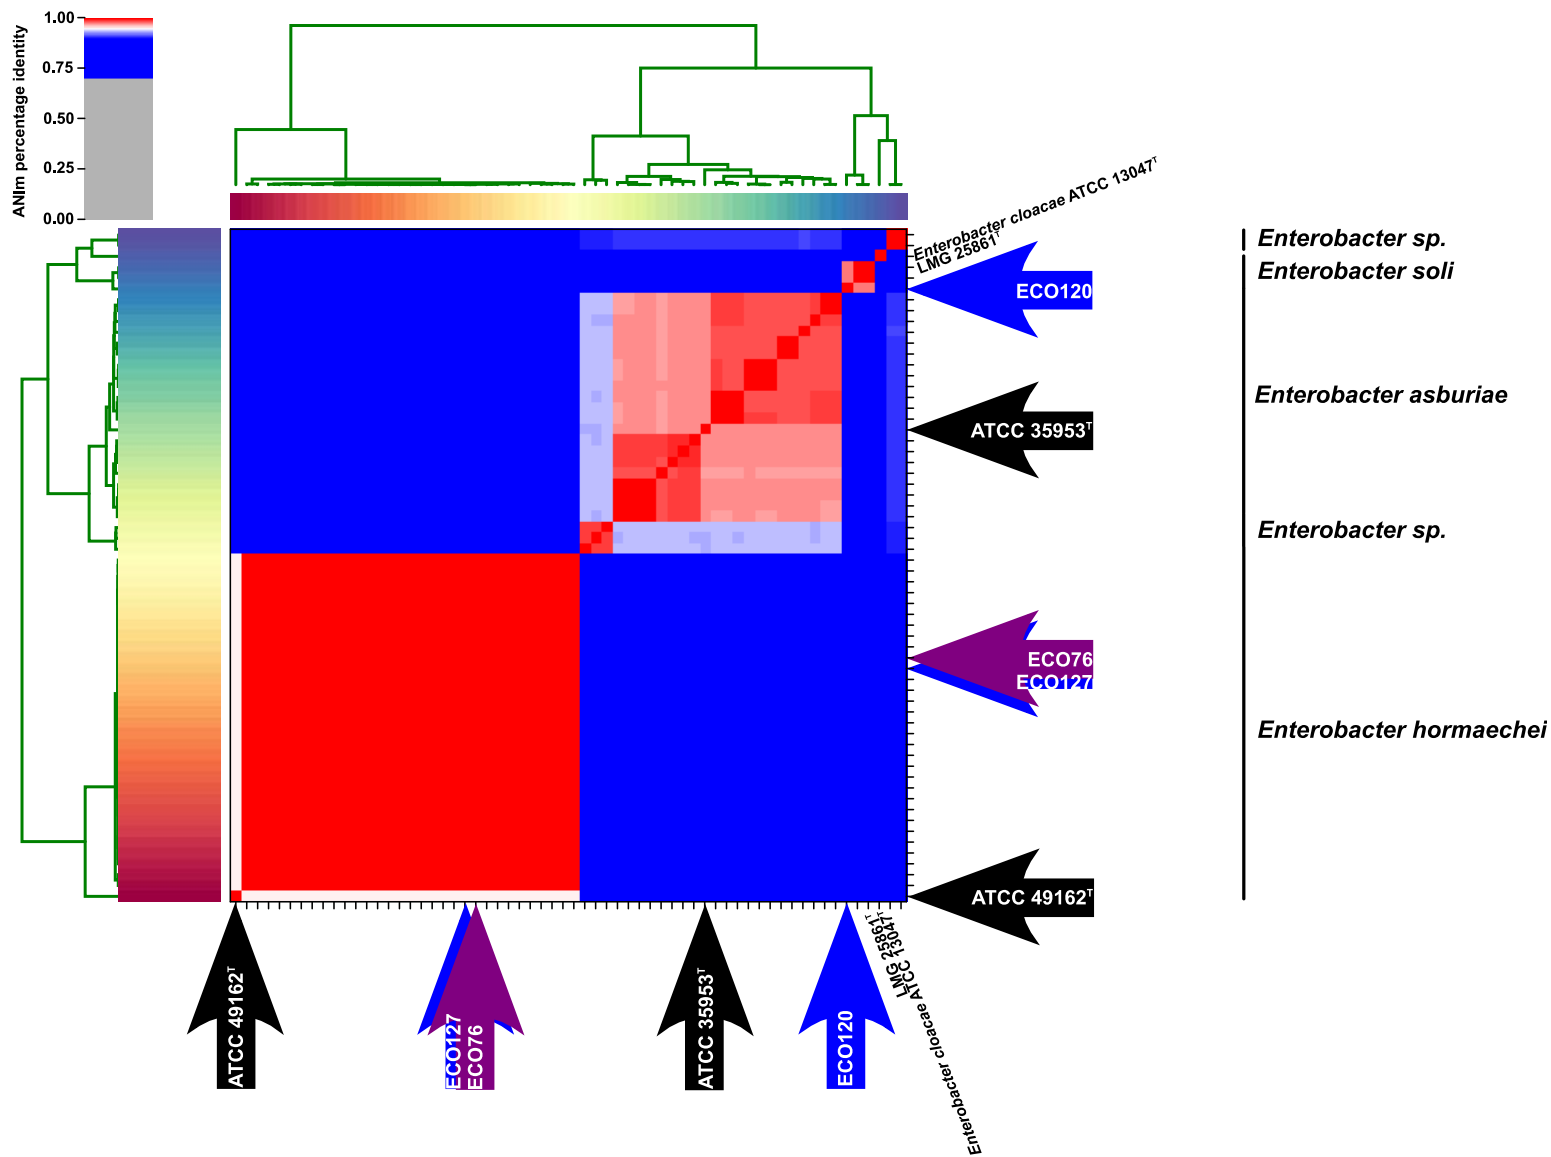 ANIm percentage identity
1.00
0.75
0.50
0.25
0.00
Enterobacter cloacae ATCC 13047ᵀ
LMG 25861ᵀ
ECO120
ATCC 35953ᵀ
ECO76
ECO127
ATCC 49162ᵀ
Enterobacter sp.
Enterobacter soli
Enterobacter asburiae
Enterobacter sp.
Enterobacter hormaechei
ATCC 49162ᵀ
ECO127
ECO76
ATCC 35953ᵀ
ECO120
LMG 25861ᵀ
Enterobacter cloacae ATCC 13047ᵀ